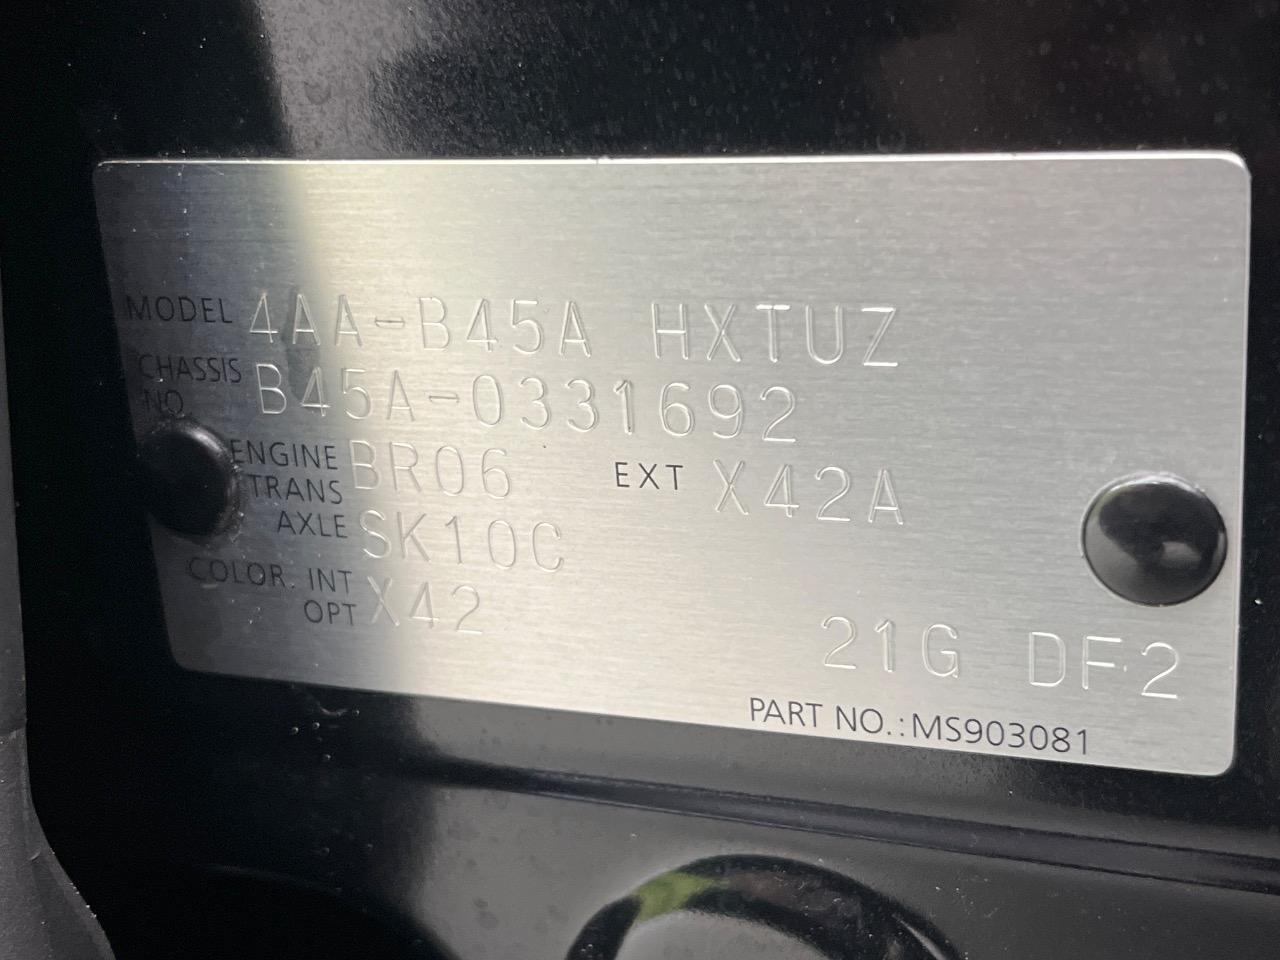 MODEL 4AA-B45A HXTUZ
CHASSIS NO. B45A-0331692
ENGINE BR06 EXT X42A
TRANS
AXLE SK10C
COLOR. INT X42
OPT
21G DF2
PART NO.:MS903081